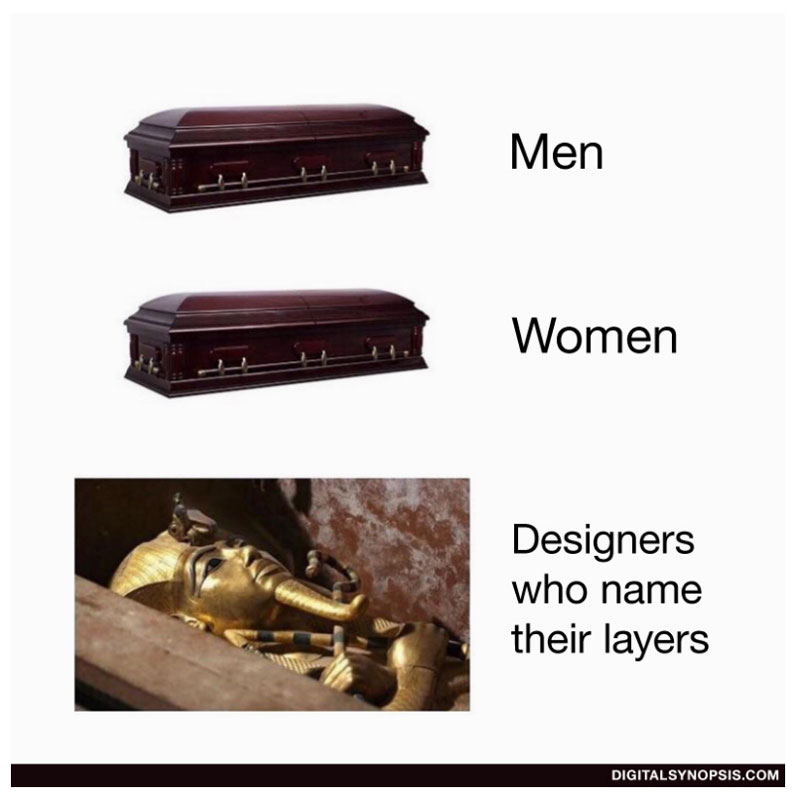 Men
Women
Designers
who name
their layers
DIGITALSYNOPSIS.COM